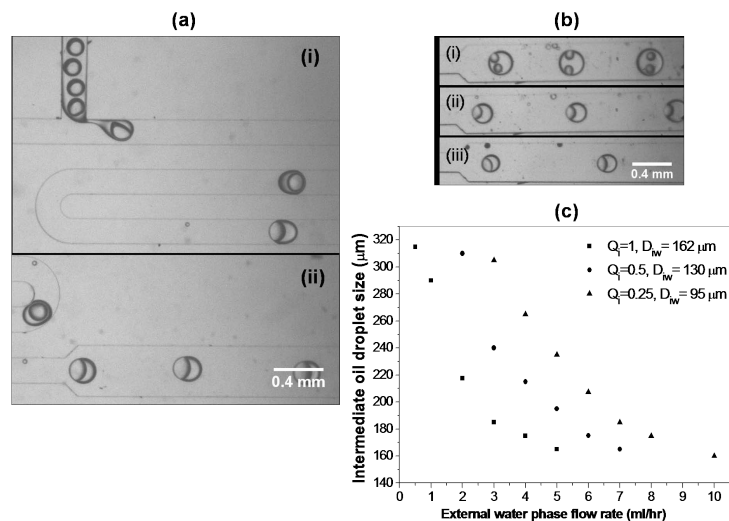 (a)
(i)
(ii)
0.4 mm
(b)
(i)
(ii)
(iii)
0.4 mm
(c)
Intermediate oil droplet size (μm)
320
300
280
260
240
220
200
180
160
140
Qi=1, Diw= 162 μm
Qi=0.5, Diw= 130 μm
Qi=0.25, Diw= 95 μm
0 1 2 3 4 5 6 7 8 9 10
External water phase flow rate (ml/hr)